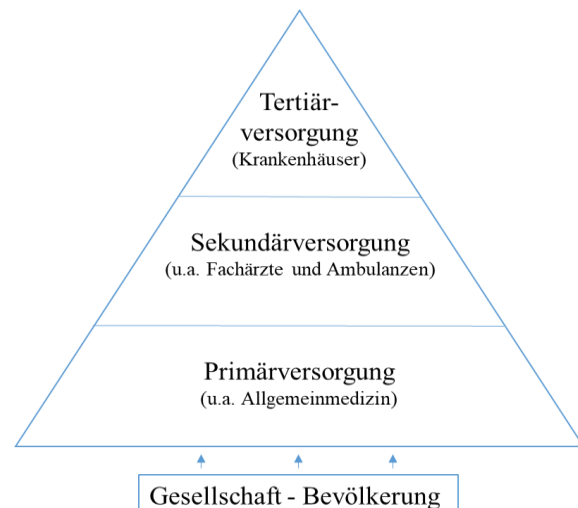 Tertiär-
versorgung
(Krankenhäuser)
Sekundärversorgung
(u.a. Fachärzte und Ambulanzen)
Primärversorgung
(u.a. Allgemeinmedizin)
Gesellschaft - Bevölkerung